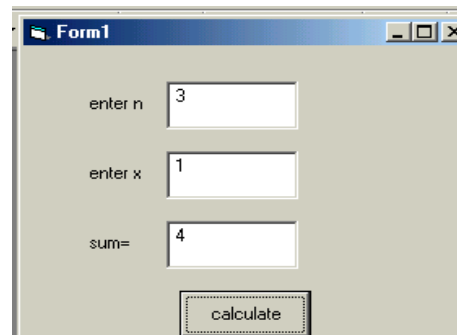 Form1
enter n 3
enter x 1
sum= 4
calculate